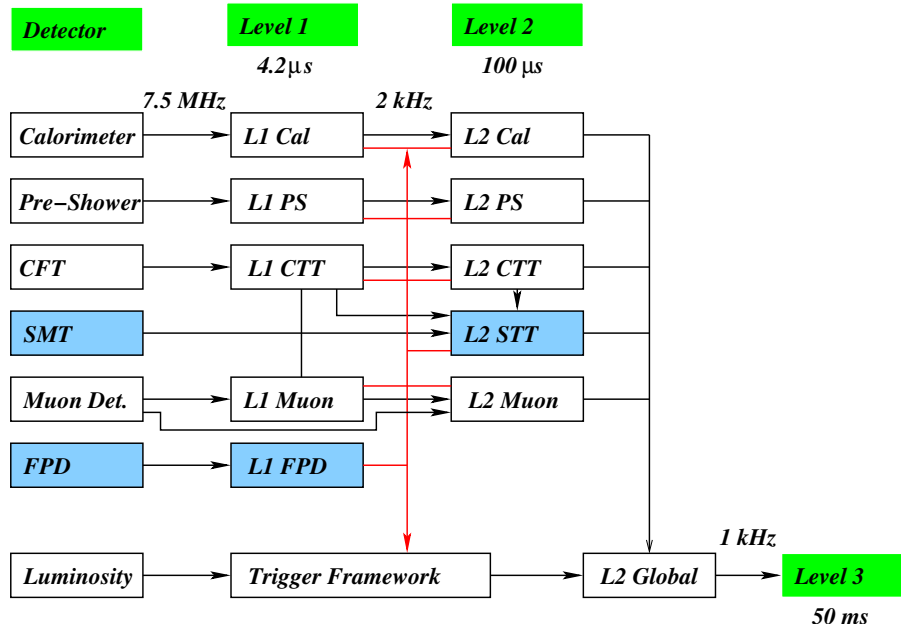 Detector Level 1 Level 2
4.2μs 100 μs
7.5 MHz 2 kHz
Calorimeter L1 Cal L2 Cal
Pre−Shower L1 PS L2 PS
CFT L1 CTT L2 CTT
SMT L2 STT
Muon Det. L1 Muon L2 Muon
FPD L1 FPD
1 kHz
Luminosity Trigger Framework L2 Global Level 3
50 ms